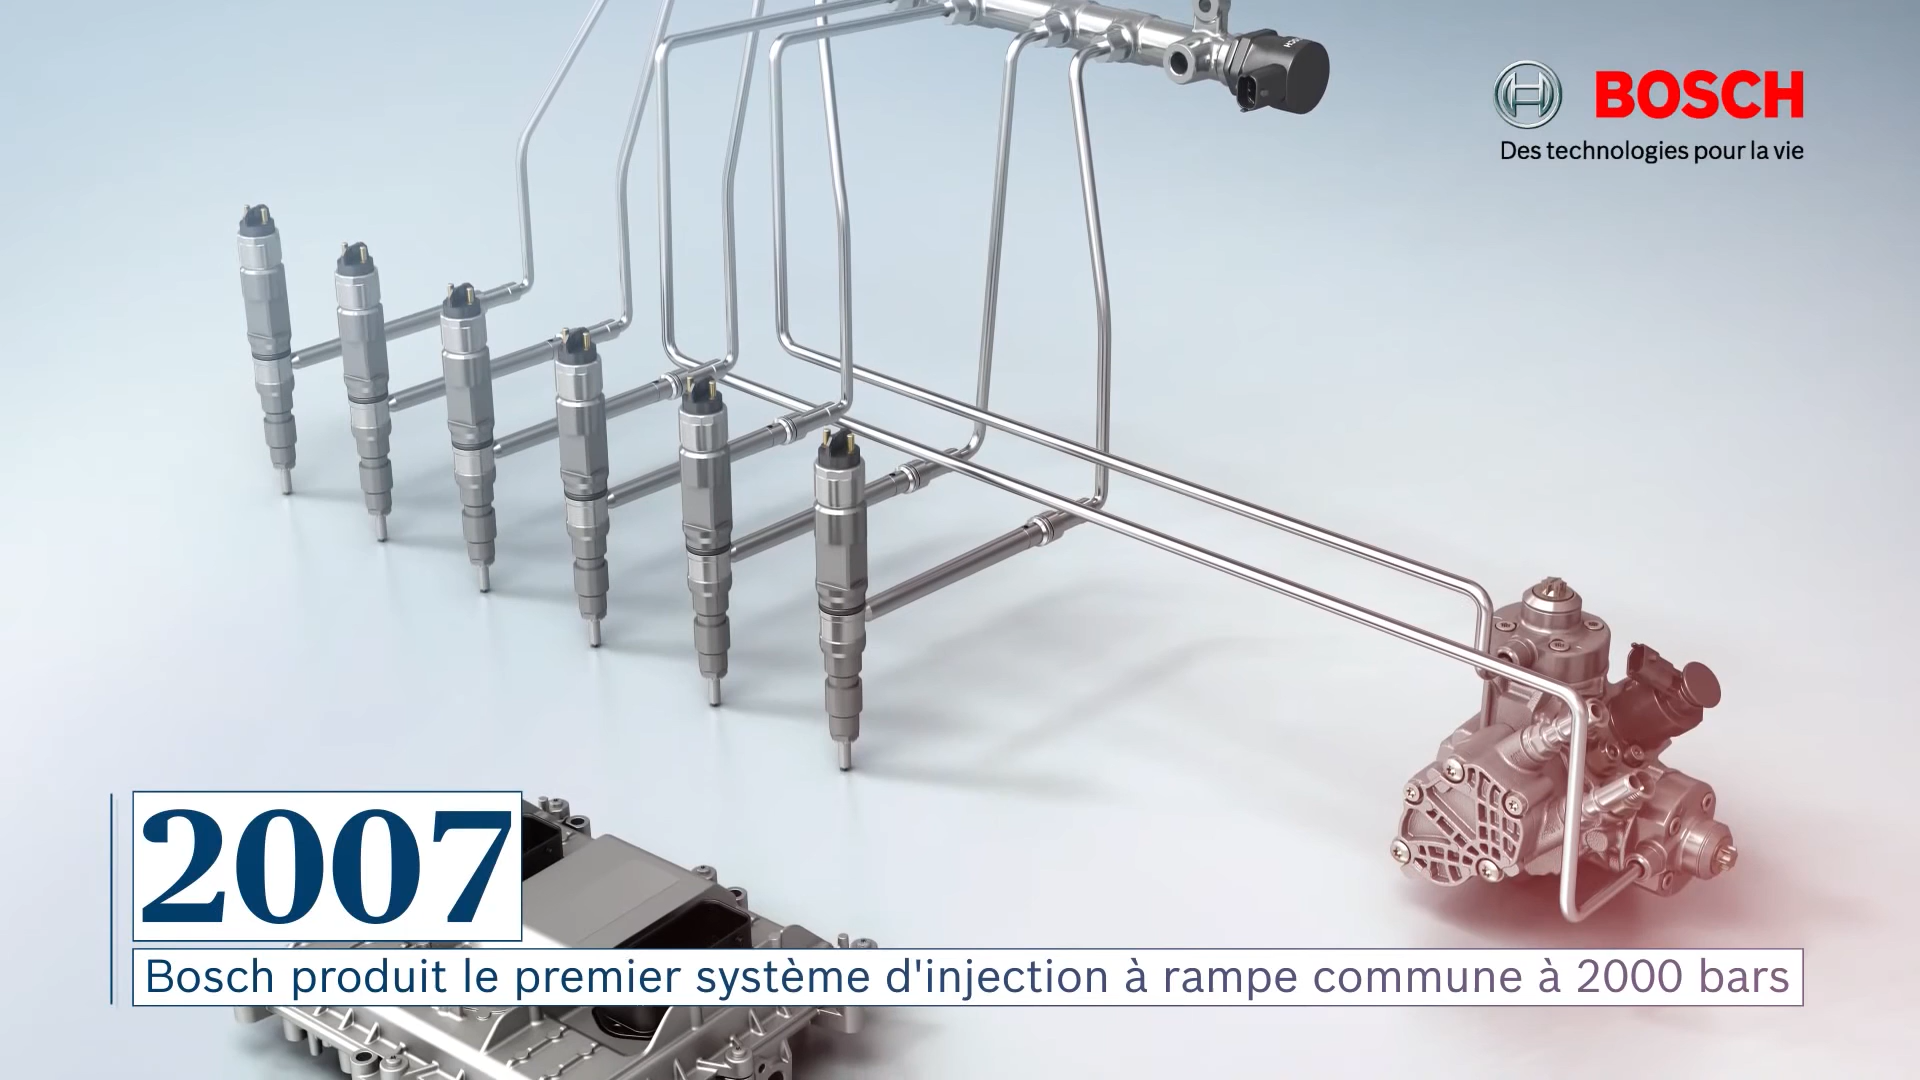 BOSCH
Des technologies pour la vie
2007
Bosch produit le premier système d'injection à rampe commune à 2000 bars